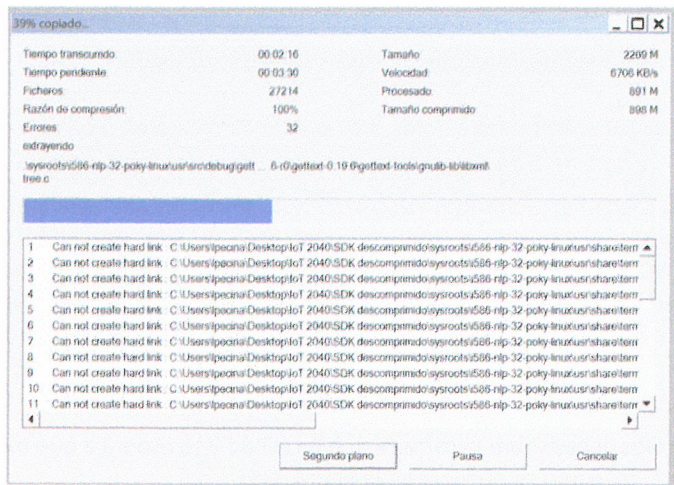 39% copiado...
Tiempo transcurrido: 00:02:16 Tamaño: 2209 M
Tiempo pendiente: 00:03:30 Velocidad: 6706 KB/s
Ficheros: 27214 Procesado: 891 M
Razón de compresión: 100% Tamaño comprimido: 898 M
Errores: 32
extrayendo
.\sysroots\i586-nlp-32-poky-linux\usr\src\debug\gett ... 6-r0\gettext-0.19.6\gettext-tools\gnulib-lib\libxml\
tree.c
1 Can not create hard link : C:\Users\lpecina\Desktop\IoT 2040\SDK descomprimido\sysroots\i586-nlp-32-poky-linux\usr\share\term
2 Can not create hard link : C:\Users\lpecina\Desktop\IoT 2040\SDK descomprimido\sysroots\i586-nlp-32-poky-linux\usr\share\term
3 Can not create hard link : C:\Users\lpecina\Desktop\IoT 2040\SDK descomprimido\sysroots\i586-nlp-32-poky-linux\usr\share\term
4 Can not create hard link : C:\Users\lpecina\Desktop\IoT 2040\SDK descomprimido\sysroots\i586-nlp-32-poky-linux\usr\share\term
5 Can not create hard link : C:\Users\lpecina\Desktop\IoT 2040\SDK descomprimido\sysroots\i586-nlp-32-poky-linux\usr\share\term
6 Can not create hard link : C:\Users\lpecina\Desktop\IoT 2040\SDK descomprimido\sysroots\i586-nlp-32-poky-linux\usr\share\term
7 Can not create hard link : C:\Users\lpecina\Desktop\IoT 2040\SDK descomprimido\sysroots\i586-nlp-32-poky-linux\usr\share\term
8 Can not create hard link : C:\Users\lpecina\Desktop\IoT 2040\SDK descomprimido\sysroots\i586-nlp-32-poky-linux\usr\share\term
9 Can not create hard link : C:\Users\lpecina\Desktop\IoT 2040\SDK descomprimido\sysroots\i586-nlp-32-poky-linux\usr\share\term
10 Can not create hard link : C:\Users\lpecina\Desktop\IoT 2040\SDK descomprimido\sysroots\i586-nlp-32-poky-linux\usr\share\term
11 Can not create hard link : C:\Users\lpecina\Desktop\IoT 2040\SDK descomprimido\sysroots\i586-nlp-32-poky-linux\usr\share\term
Segundo plano Pausa Cancelar